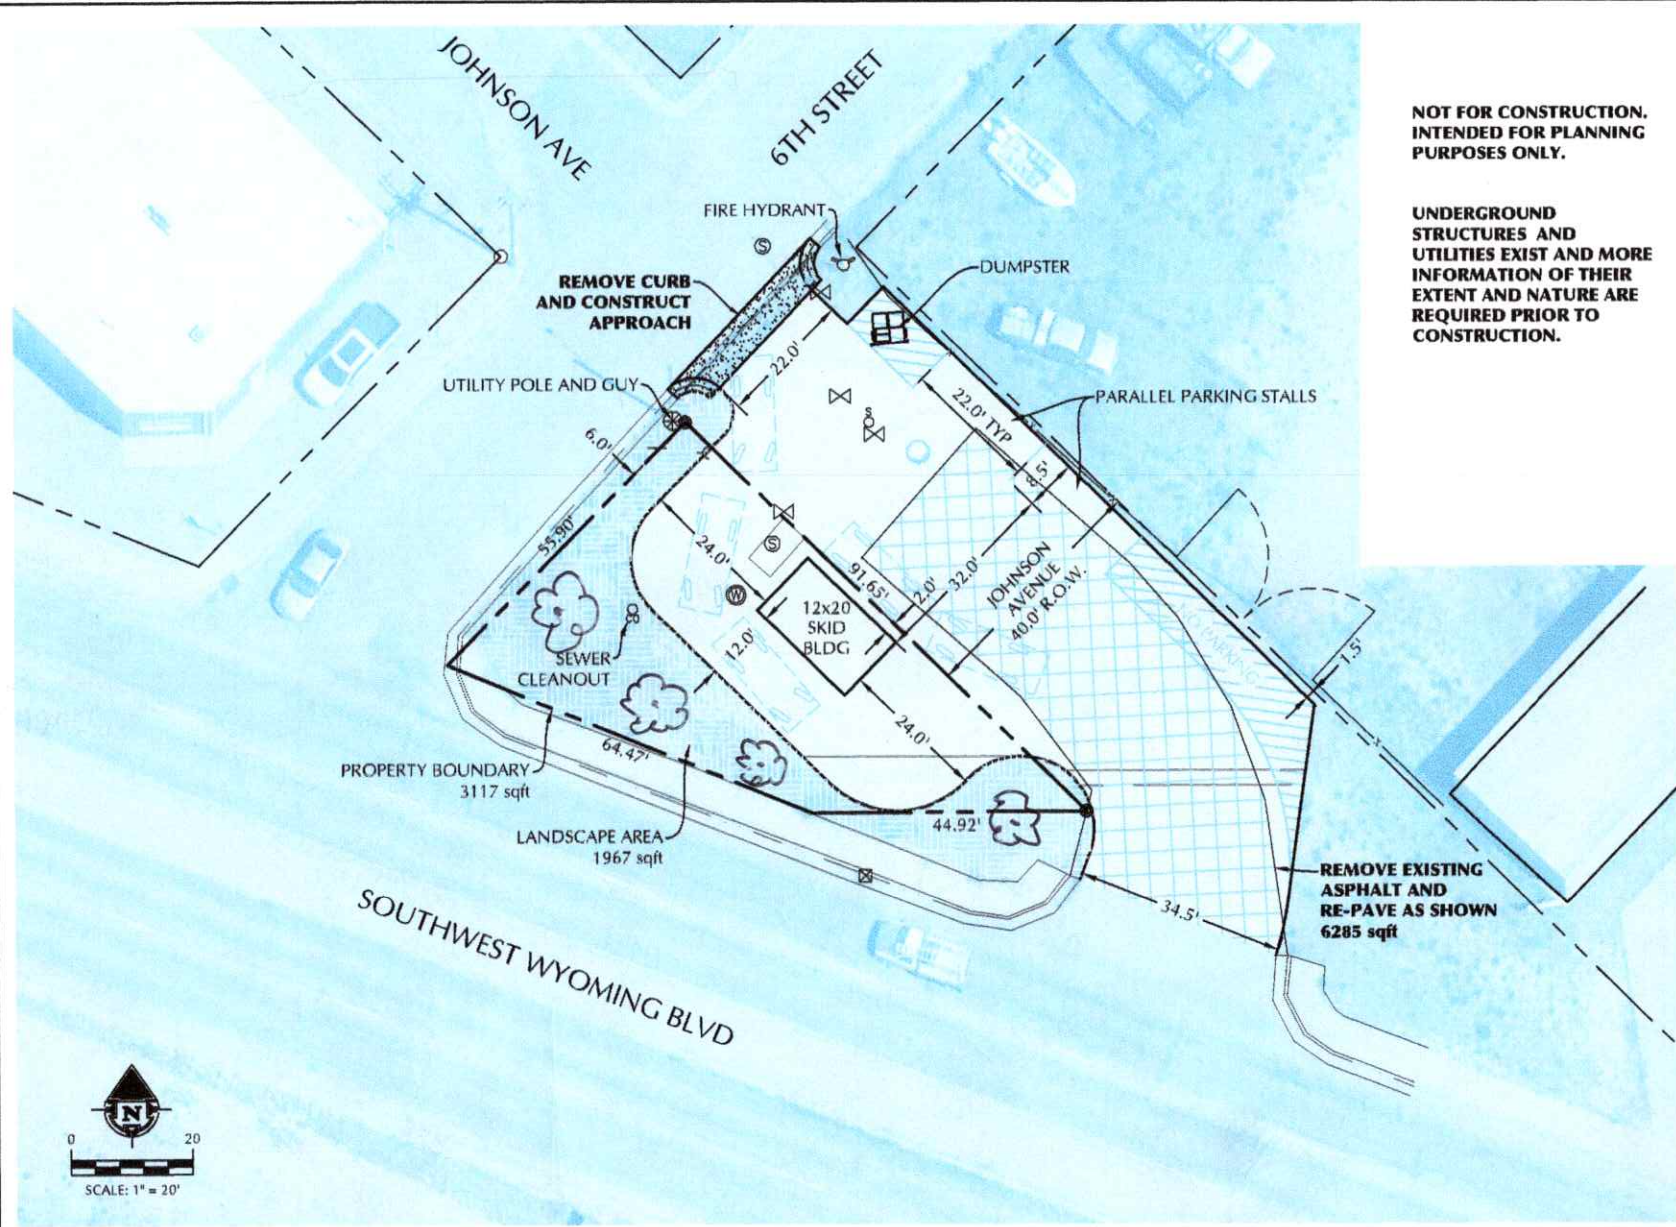 JOHNSON AVE
6TH STREET
NOT FOR CONSTRUCTION.
INTENDED FOR PLANNING
PURPOSES ONLY.
UNDERGROUND
STRUCTURES AND
UTILITIES EXIST AND MORE
INFORMATION OF THEIR
EXTENT AND NATURE ARE
REQUIRED PRIOR TO
CONSTRUCTION.
FIRE HYDRANT
S
DUMPSTER
REMOVE CURB
AND CONSTRUCT
APPROACH
22.0'
UTILITY POLE AND GUY
PARALLEL PARKING STALLS
22.0' TYP
S
6.0'
8.5'
55.90'
24.0'
S
91.65'
2.0'
32.0'
JOHNSON
AVENUE
40.0' R.O.W.
W
12x20
SKID
BLDG
NO PARKING
12.0'
SEWER
CLEANOUT
1.5'
24.0'
64.47'
PROPERTY BOUNDARY
3117 sqft
44.92'
LANDSCAPE AREA
1967 sqft
REMOVE EXISTING
ASPHALT AND
RE-PAVE AS SHOWN
6285 sqft
34.5'
SOUTHWEST WYOMING BLVD
N
0 20
SCALE: 1" = 20'